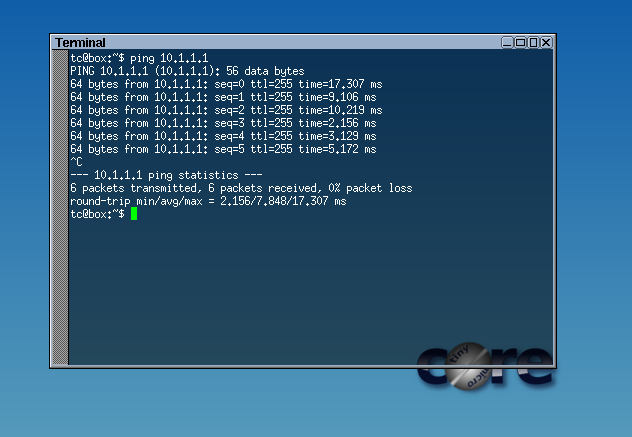 Terminal
tc@box:~$ ping 10.1.1.1
PING 10.1.1.1 (10.1.1.1): 56 data bytes
64 bytes from 10.1.1.1: seq=0 ttl=255 time=17.307 ms
64 bytes from 10.1.1.1: seq=1 ttl=255 time=9.106 ms
64 bytes from 10.1.1.1: seq=2 ttl=255 time=10.219 ms
64 bytes from 10.1.1.1: seq=3 ttl=255 time=2.156 ms
64 bytes from 10.1.1.1: seq=4 ttl=255 time=3.129 ms
64 bytes from 10.1.1.1: seq=5 ttl=255 time=5.172 ms
^C
--- 10.1.1.1 ping statistics ---
6 packets transmitted, 6 packets received, 0% packet loss
round-trip min/avg/max = 2.156/7.848/17.307 ms
tc@box:~$
core
tiny
micro